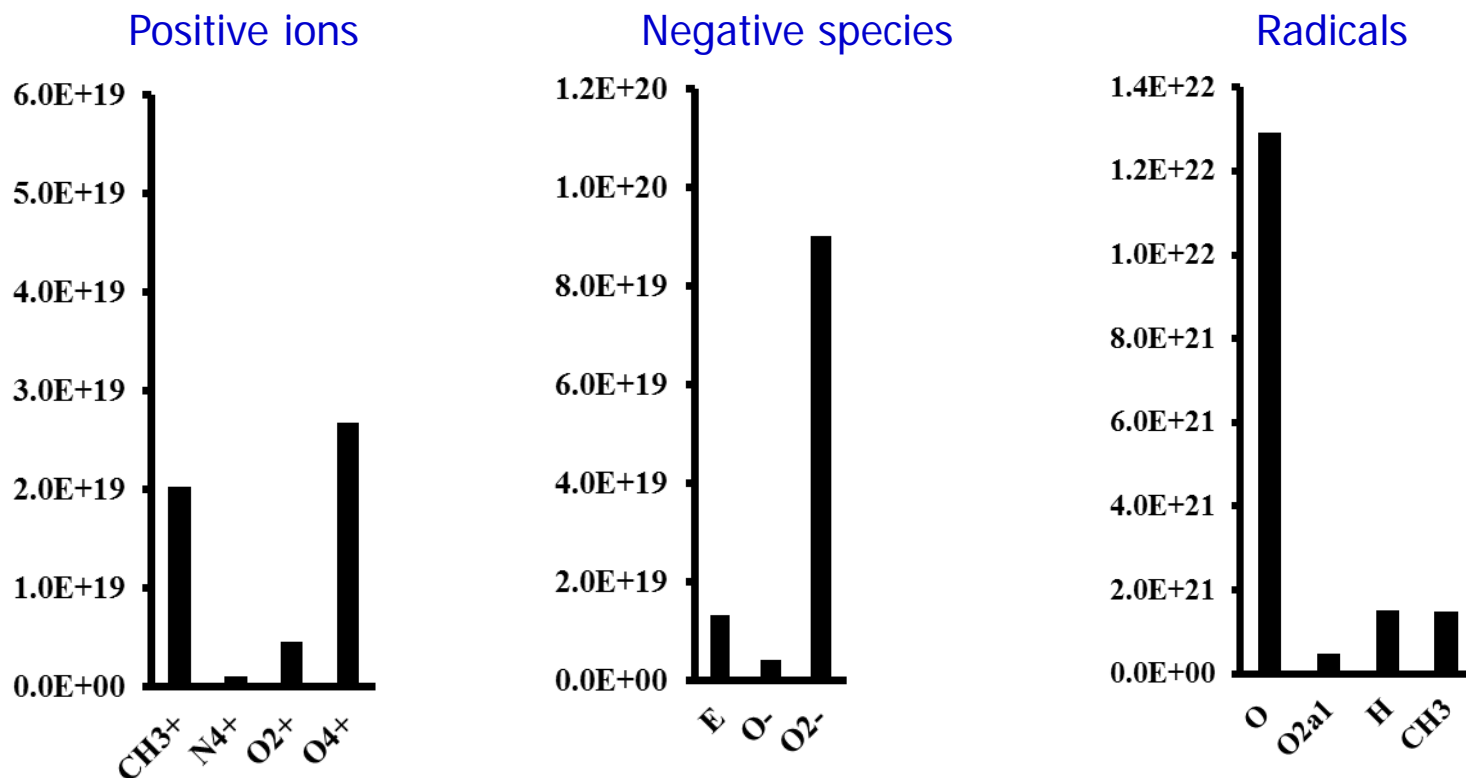 Positive ions
6.0E+19
5.0E+19
4.0E+19
3.0E+19
2.0E+19
1.0E+19
0.0E+00
CH3+
N4+
O2+
O4+
Negative species
1.2E+20
1.0E+20
8.0E+19
6.0E+19
4.0E+19
2.0E+19
0.0E+00
E
O-
O2-
Radicals
1.4E+22
1.2E+22
1.0E+22
8.0E+21
6.0E+21
4.0E+21
2.0E+21
0.0E+00
O
O2a1
H
CH3